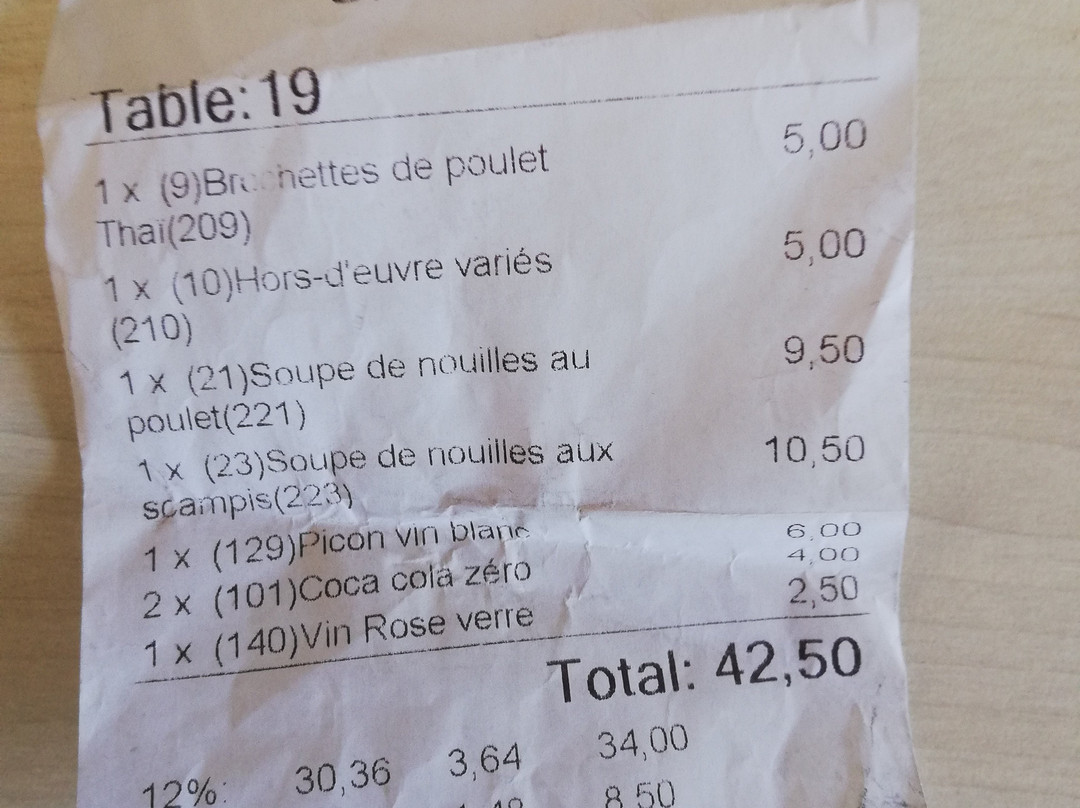 Table: 19
1 x (9)Brochettes de poulet 5,00
Thaï(209)
1 x (10)Hors-d'euvre variés 5,00
(210)
1 x (21)Soupe de nouilles au 9,50
poulet(221)
1 x (23)Soupe de nouilles aux 10,50
scampis(223)
1 x (129)Picon vin blanc 6,00
2 x (101)Coca cola zéro 4,00
1 x (140)Vin Rose verre 2,50
Total: 42,50
12%: 30,36 3,64 34,00
8,50